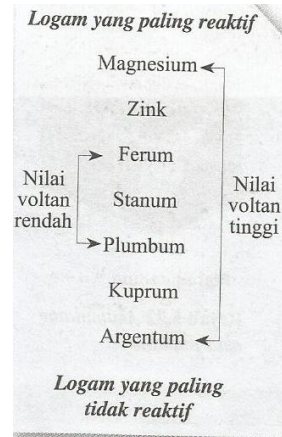 Logam yang paling reaktif
Magnesium
Zink
Ferum
Nilai
voltan
rendah
Stanum
Nilai
voltan
tinggi
Plumbum
Kuprum
Argentum
Logam yang paling
tidak reaktif